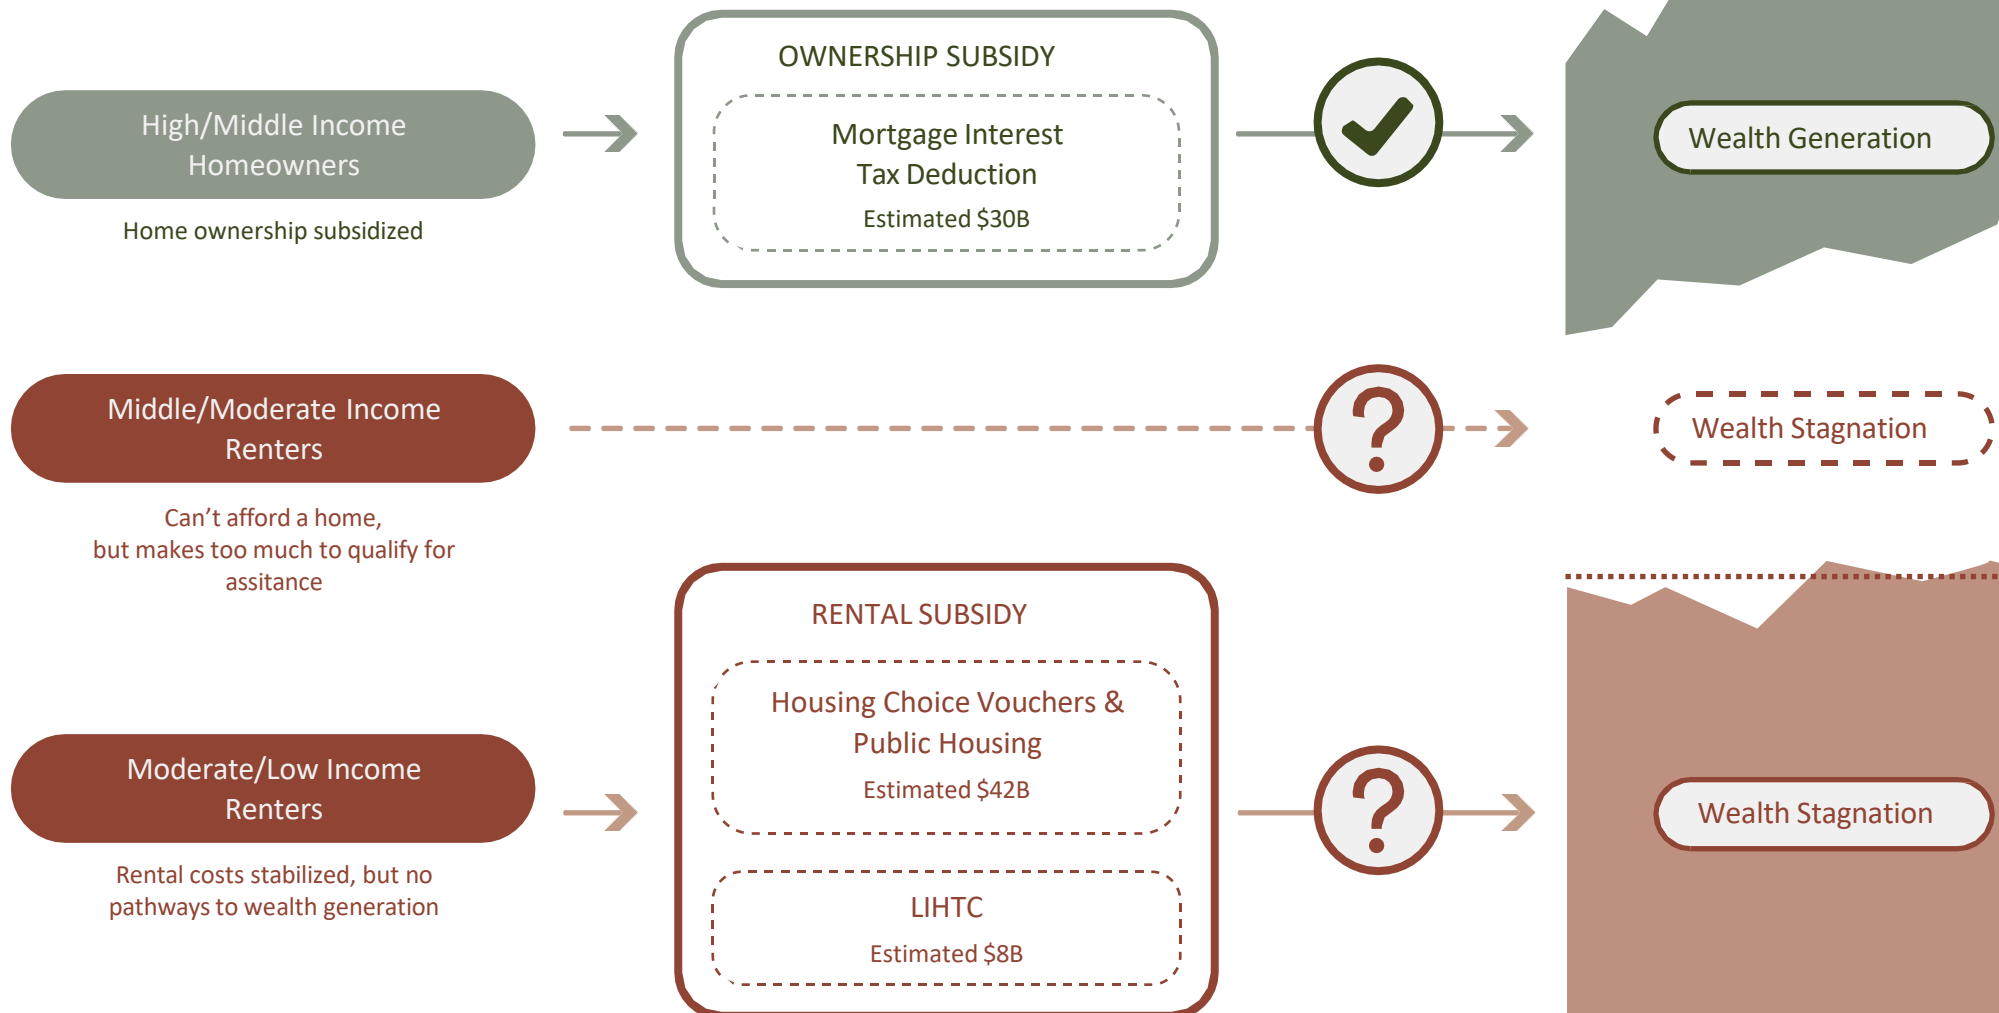 OWNERSHIP SUBSIDY
High/Middle Income
Homeowners
Home ownership subsidized
Mortgage Interest
Tax Deduction
Estimated $30B
Wealth Generation
Middle/Moderate Income
Renters
Can’t afford a home,
but makes too much to qualify for
assitance
?
Wealth Stagnation
RENTAL SUBSIDY
Moderate/Low Income
Renters
Rental costs stabilized, but no
pathways to wealth generation
Housing Choice Vouchers &
Public Housing
Estimated $42B
LIHTC
Estimated $8B
?
Wealth Stagnation